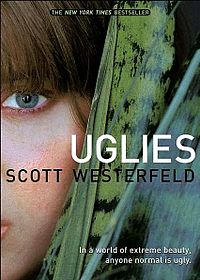 THE NEW YORK TIMES BESTSELLER
UGLIES
SCOTT WESTERFELD
In a world of extreme beauty,
anyone normal is ugly.